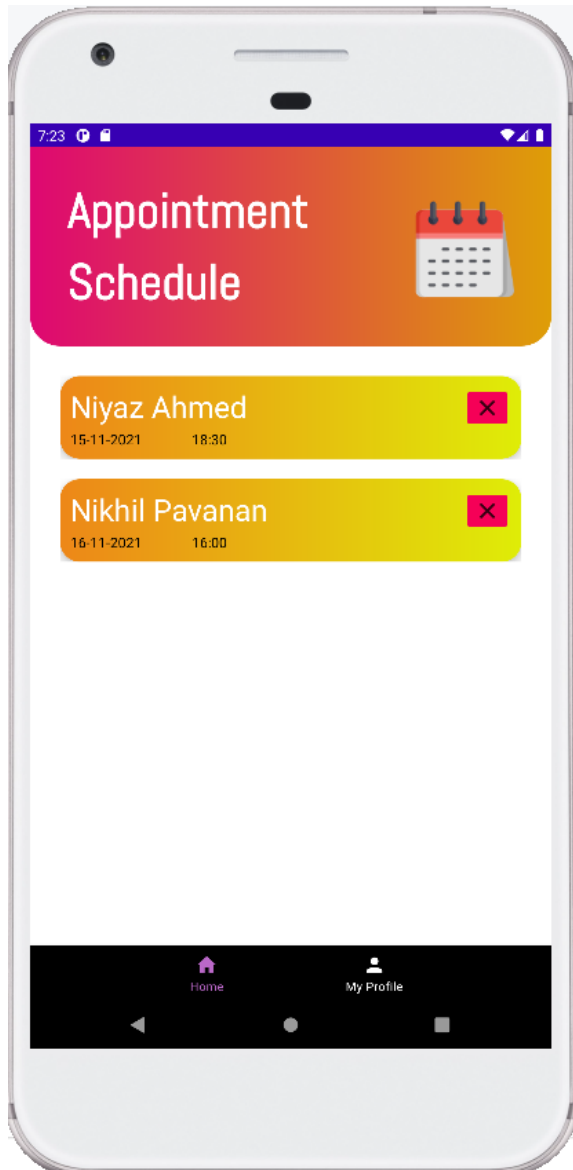 7:23
Appointment
Schedule
Niyaz Ahmed
15-11-2021 18:30
Nikhil Pavanan
16-11-2021 16:00
Home My Profile